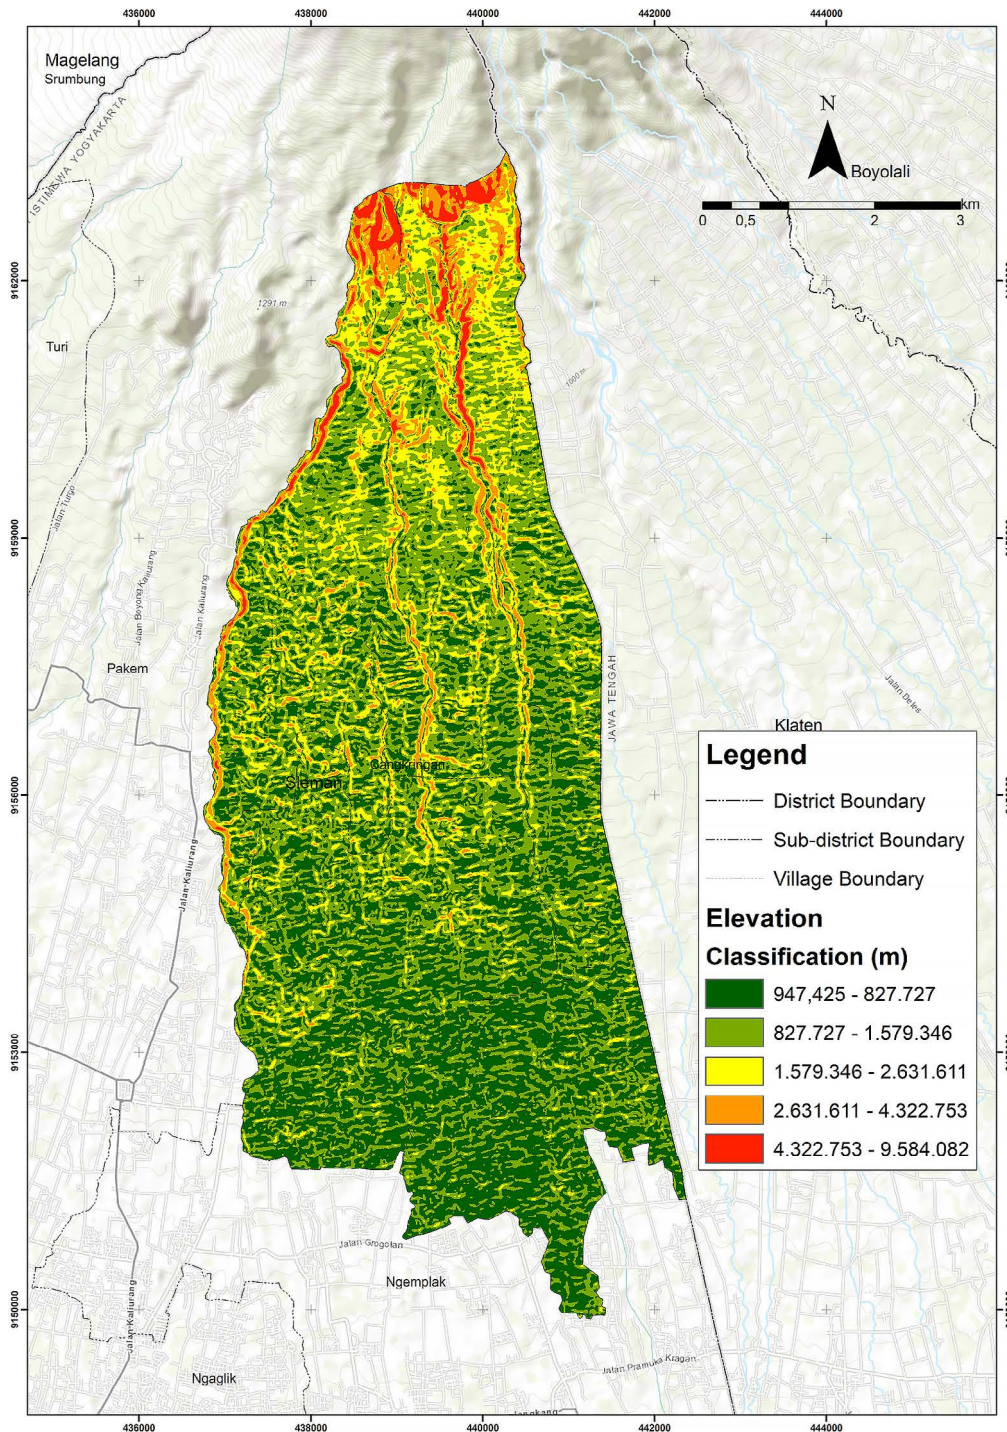 436000 438000 440000 442000 444000
Magelang
Srumbung
ISTIMEWA YOGYAKARTA
N
Boyolali
km
0 0,5 1 2 3
9162000
1291 m
Turi
1000 m
Jalan Turgo
9159000
Jalan Boyong Kaliurang
Jalan Kaliurang
Pakem
JAWA TENGAH
Jalan Deles
Klaten
Cangkringan
Sleman
9156000
Jalan Kaliurang
Legend
District Boundary
Sub-district Boundary
Village Boundary
Elevation
Classification (m)
947,425 - 827.727
827.727 - 1.579.346
1.579.346 - 2.631.611
2.631.611 - 4.322.753
4.322.753 - 9.584.082
9153000
Jalan Grogolan
Ngemplak
Jalan Kaliurang
9150000
Jalan Pramuka Kragan
Ngaglik
436000 438000 440000 442000 444000